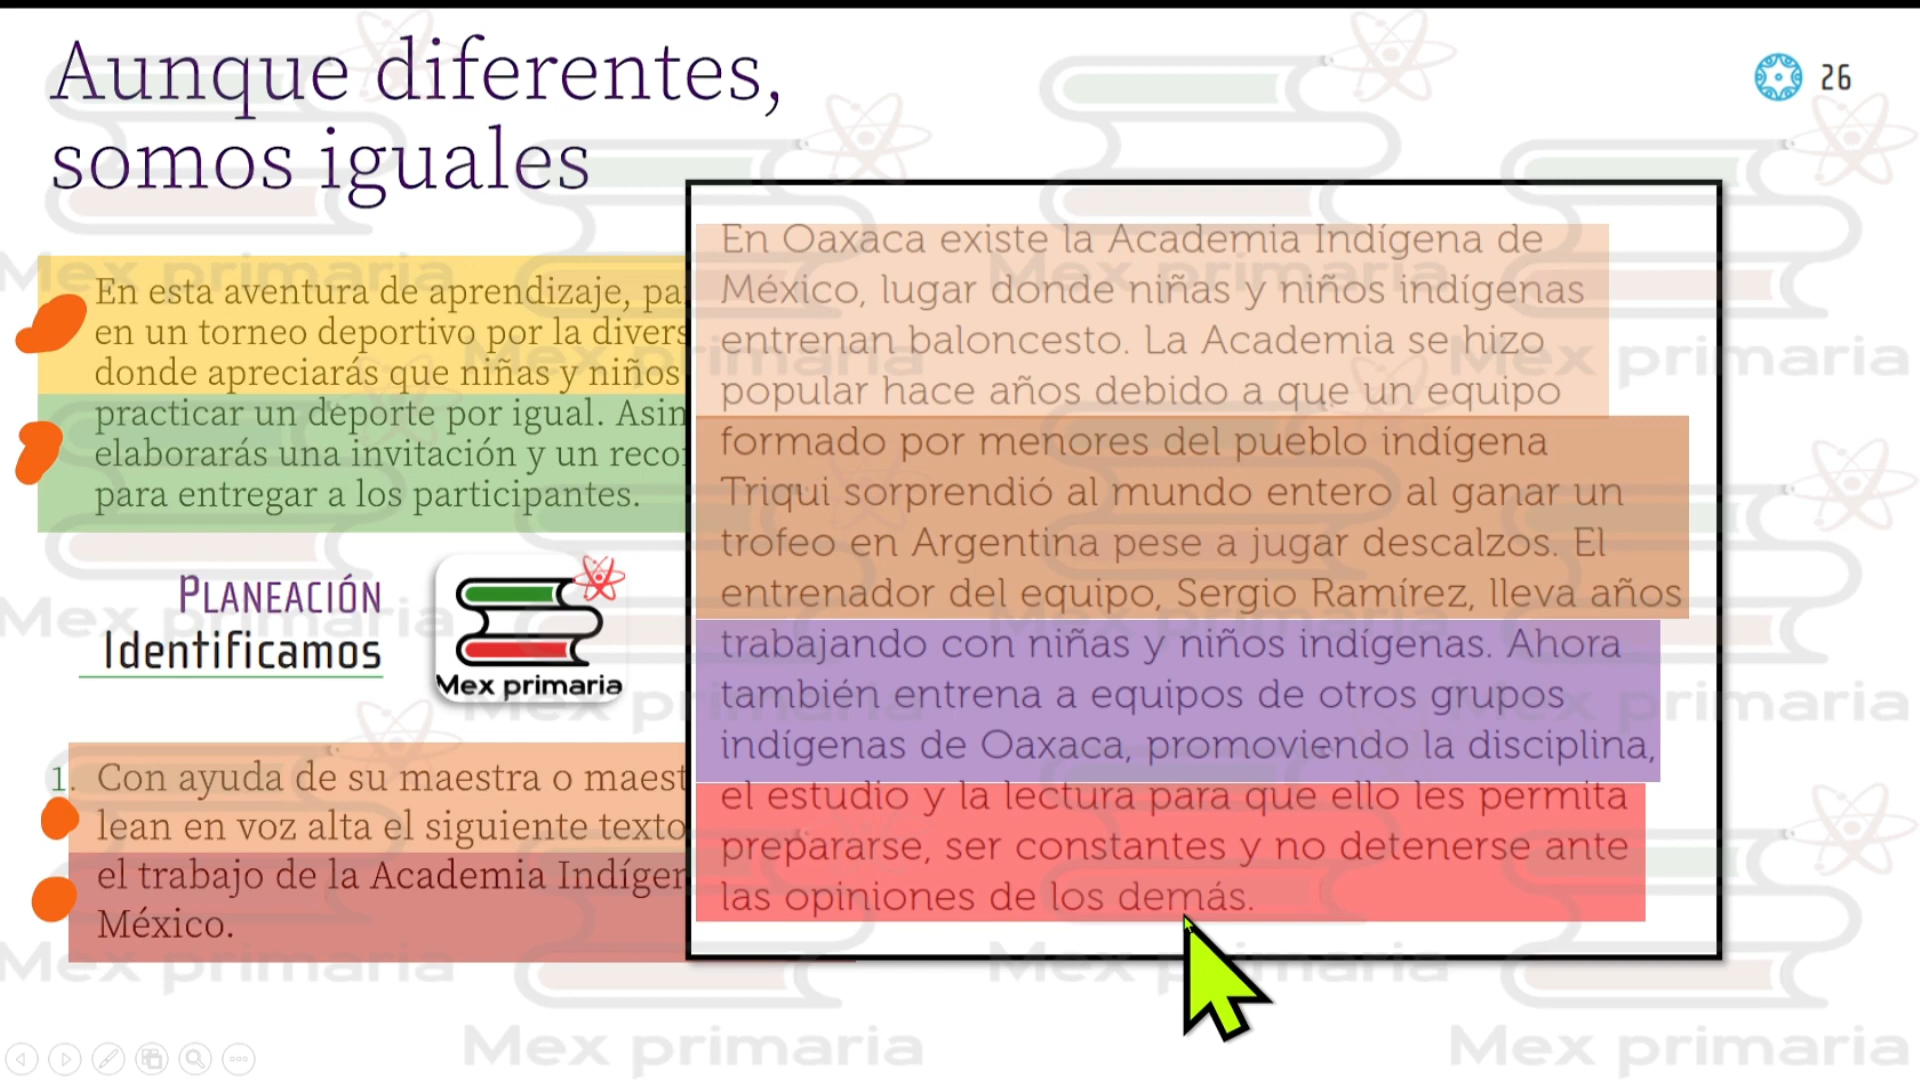 Aunque diferentes,
somos iguales
26
En esta aventura de aprendizaje,
en un torneo deportivo por la
donde apreciarás que niñas y niños
practicar un deporte por igual.
elaborarás una invitación y un
para entregar a los participantes.
PLANEACIÓN
Identificamos
Mex primaria
1. Con ayuda de su maestra o
lean en voz alta el siguiente texto
el trabajo de la Academia
México.
En Oaxaca existe la Academia Indígena de
México, lugar donde niñas y niños indígenas
entrenan baloncesto. La Academia se hizo
popular hace años debido a que un equipo
formado por menores del pueblo indígena
Triqui sorprendió al mundo entero al ganar un
trofeo en Argentina pese a jugar descalzos. El
entrenador del equipo, Sergio Ramírez, lleva años
trabajando con niñas y niños indígenas. Ahora
también entrena a equipos de otros grupos
indígenas de Oaxaca, promoviendo la disciplina,
el estudio y la lectura para que ello les permita
prepararse, ser constantes y no detenerse ante
las opiniones de los demás.